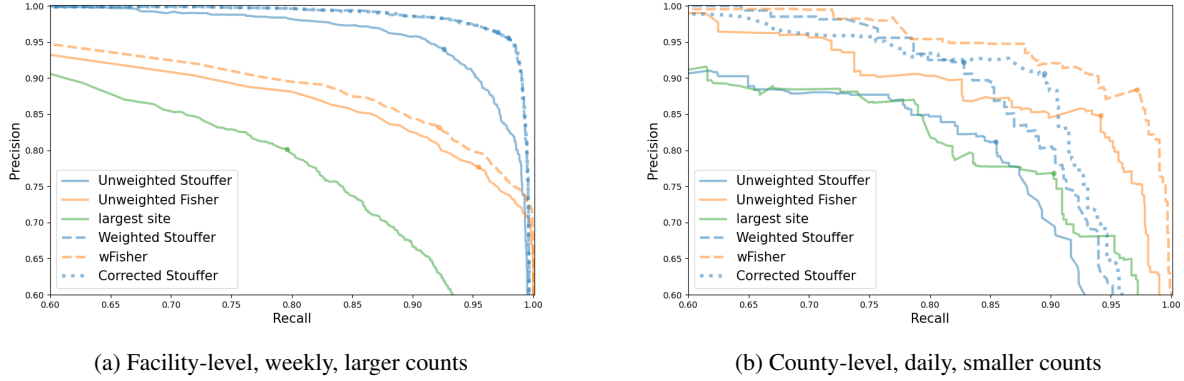 1.00
0.95
0.90
0.85
0.80
0.75
0.70
0.65
0.60
Precision
0.60 0.65 0.70 0.75 0.80 0.85 0.90 0.95 1.00
Recall
Unweighted Stouffer
Unweighted Fisher
largest site
Weighted Stouffer
wFisher
Corrected Stouffer
(a) Facility-level, weekly, larger counts
1.00
0.95
0.90
0.85
0.80
0.75
0.70
0.65
0.60
Precision
0.60 0.65 0.70 0.75 0.80 0.85 0.90 0.95 1.00
Recall
Unweighted Stouffer
Unweighted Fisher
largest site
Weighted Stouffer
wFisher
Corrected Stouffer
(b) County-level, daily, smaller counts